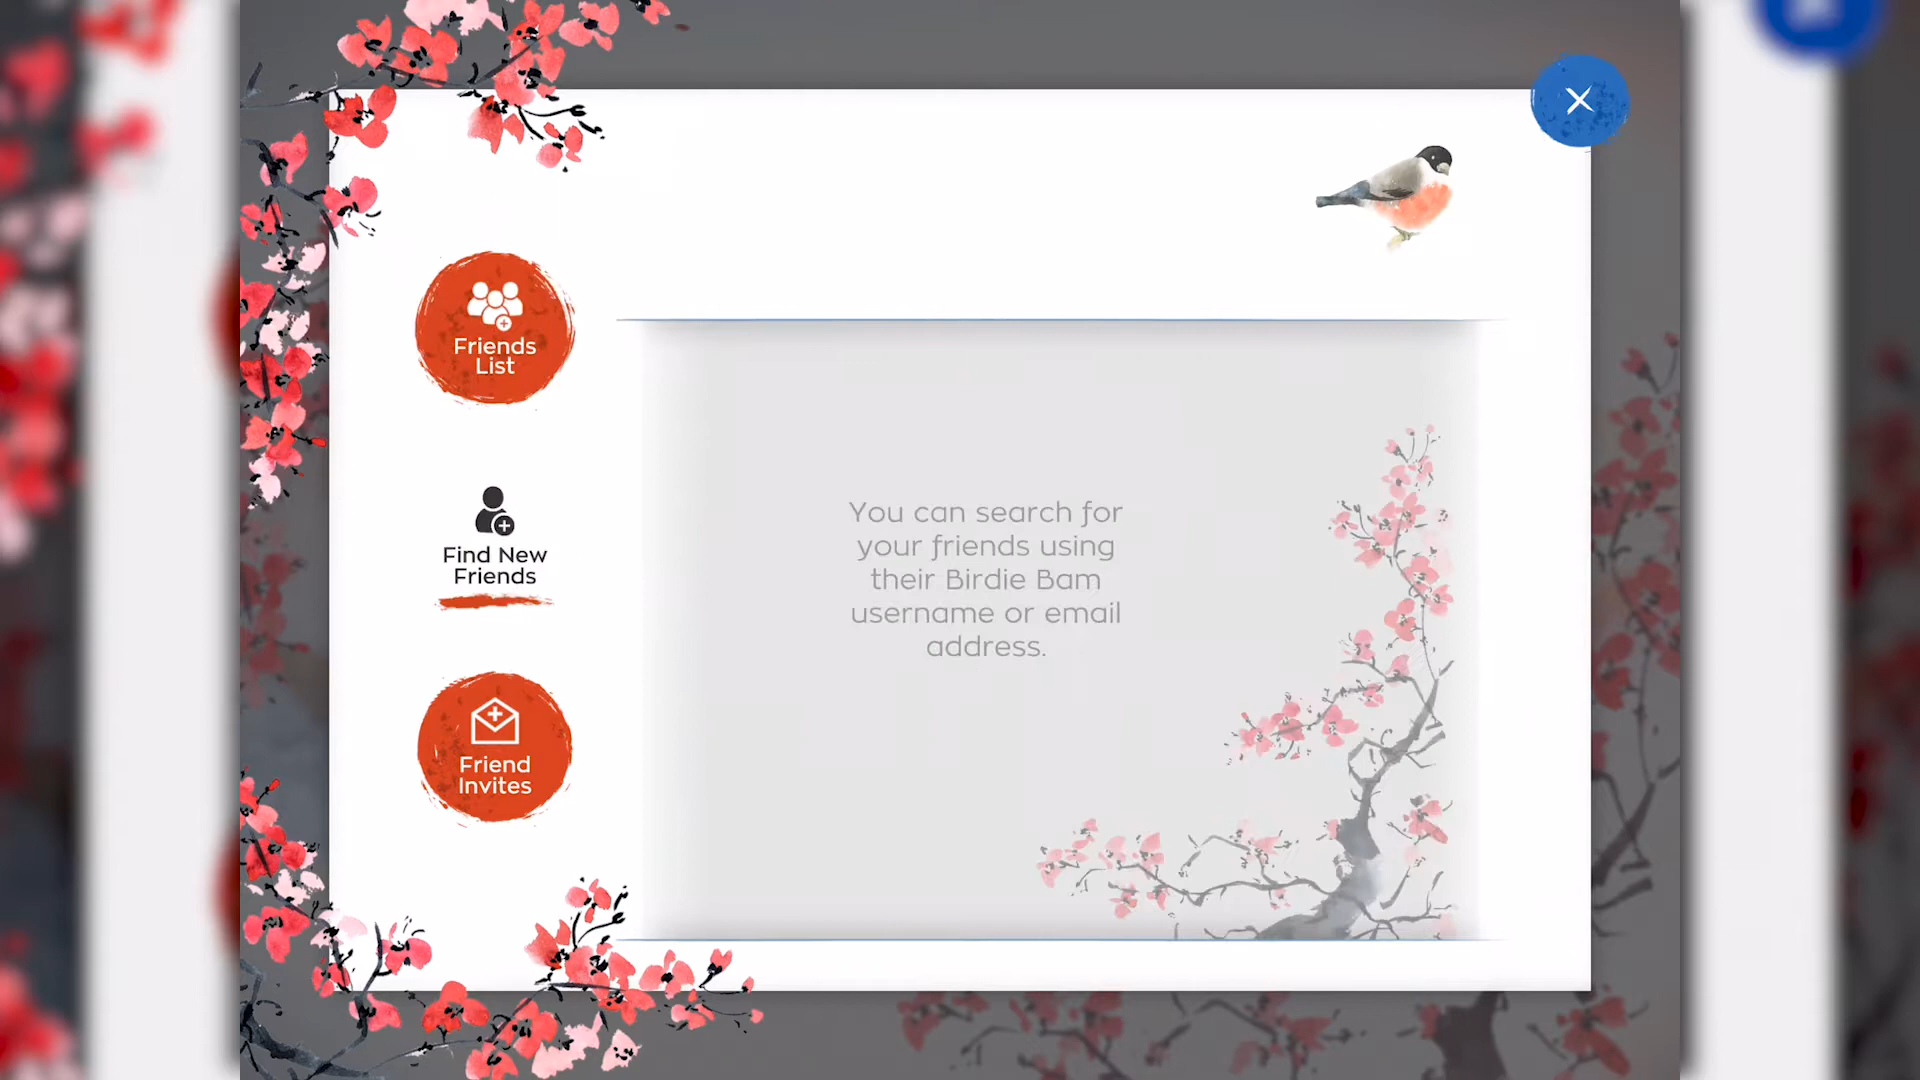 Friends
List
Find New
Friends
Friend
Invites
You can search for
your friends using
their Birdie Bam
username or email
address.